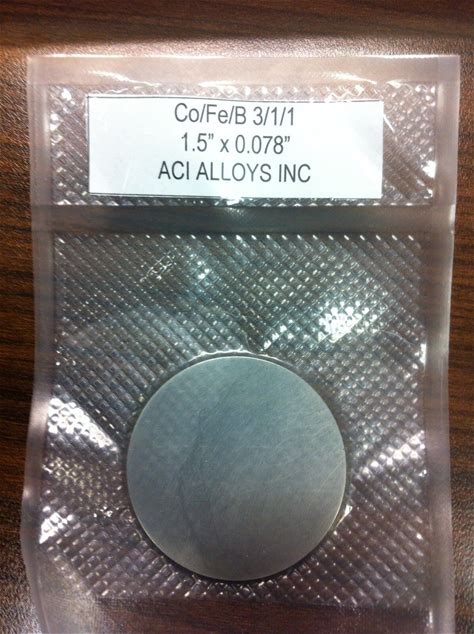 Co/Fe/B 3/1/1
1.5” x 0.078”
ACI ALLOYS INC